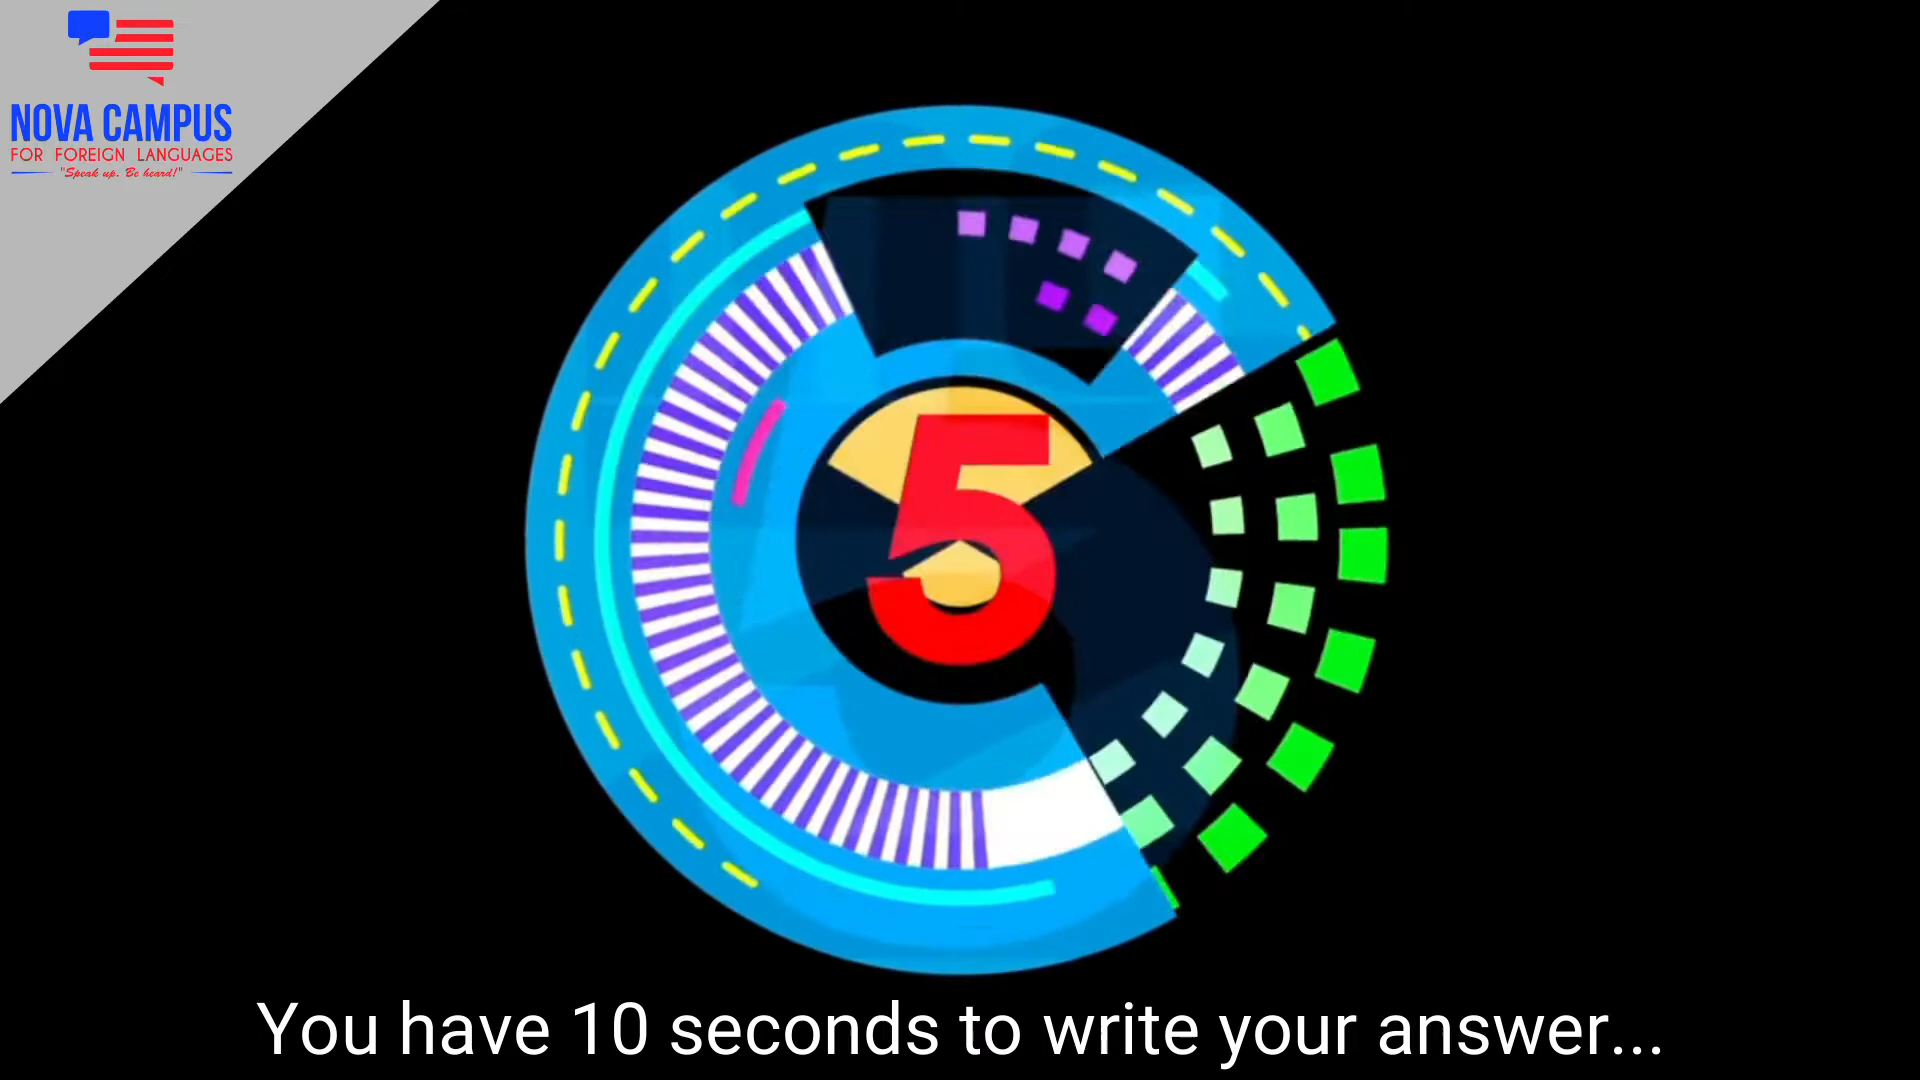 NOVA CAMPUS
FOR FOREIGN LANGUAGES
"Speak up. Be heard!"
5
You have 10 seconds to write your answer...